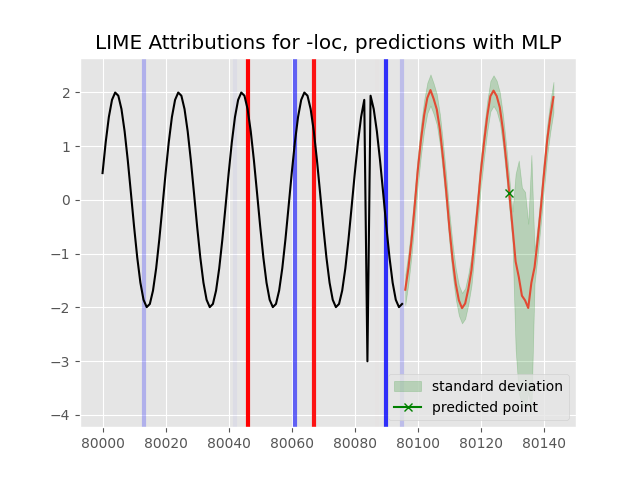 LIME Attributions for -loc, predictions with MLP
2
1
0
−1
−2
−3
−4
standard deviation
predicted point
80000 80020 80040 80060 80080 80100 80120 80140